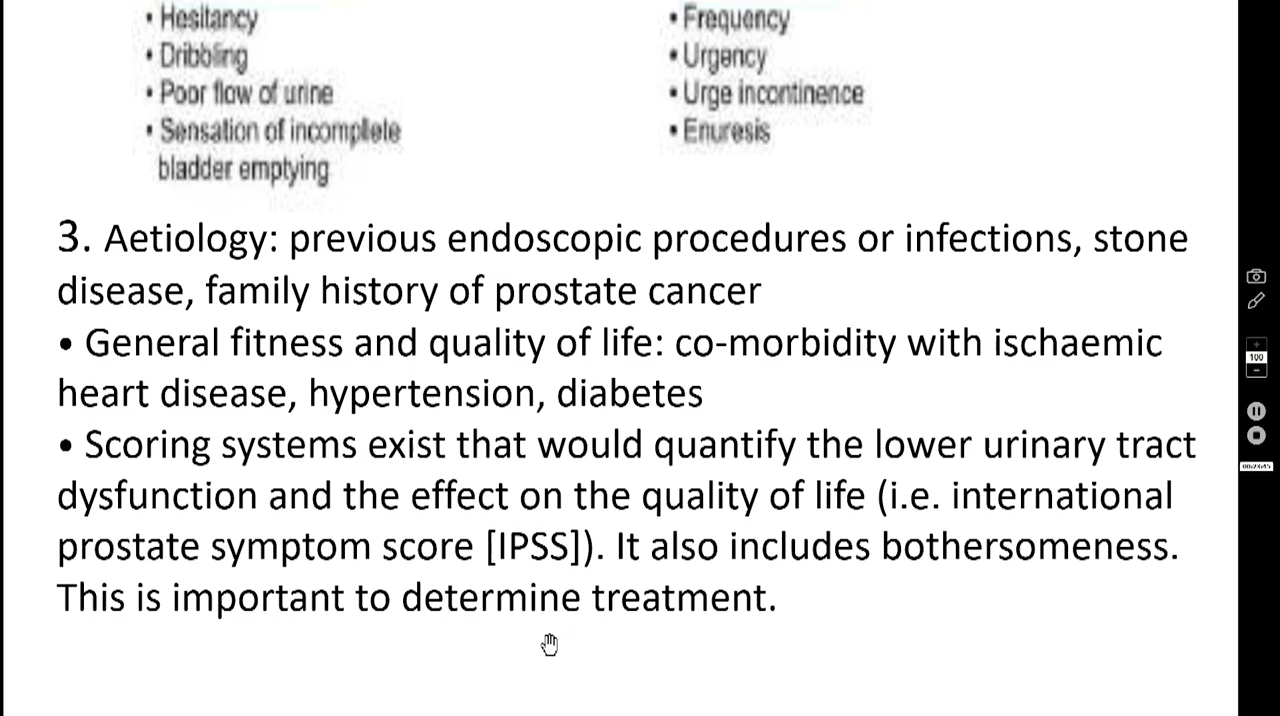 • Hesitancy
• Dribbling
• Poor flow of urine
• Sensation of incomplete
bladder emptying
• Frequency
• Urgency
• Urge incontinence
• Enuresis
3. Aetiology: previous endoscopic procedures or infections, stone
disease, family history of prostate cancer
• General fitness and quality of life: co-morbidity with ischaemic
heart disease, hypertension, diabetes
• Scoring systems exist that would quantify the lower urinary tract
dysfunction and the effect on the quality of life (i.e. international
prostate symptom score [IPSS]). It also includes bothersomeness.
This is important to determine treatment.
100